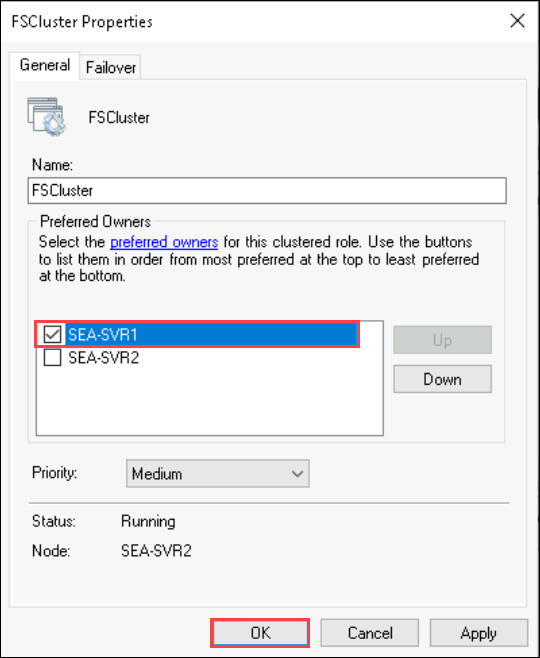 FSCluster Properties
General Failover
FSCluster
Name:
FSCluster
Preferred Owners
Select the preferred owners for this clustered role. Use the buttons
to list them in order from most preferred at the top to least preferred
at the bottom.
SEA-SVR1
SEA-SVR2
Up
Down
Priority: Medium
Status: Running
Node: SEA-SVR2
OK Cancel Apply